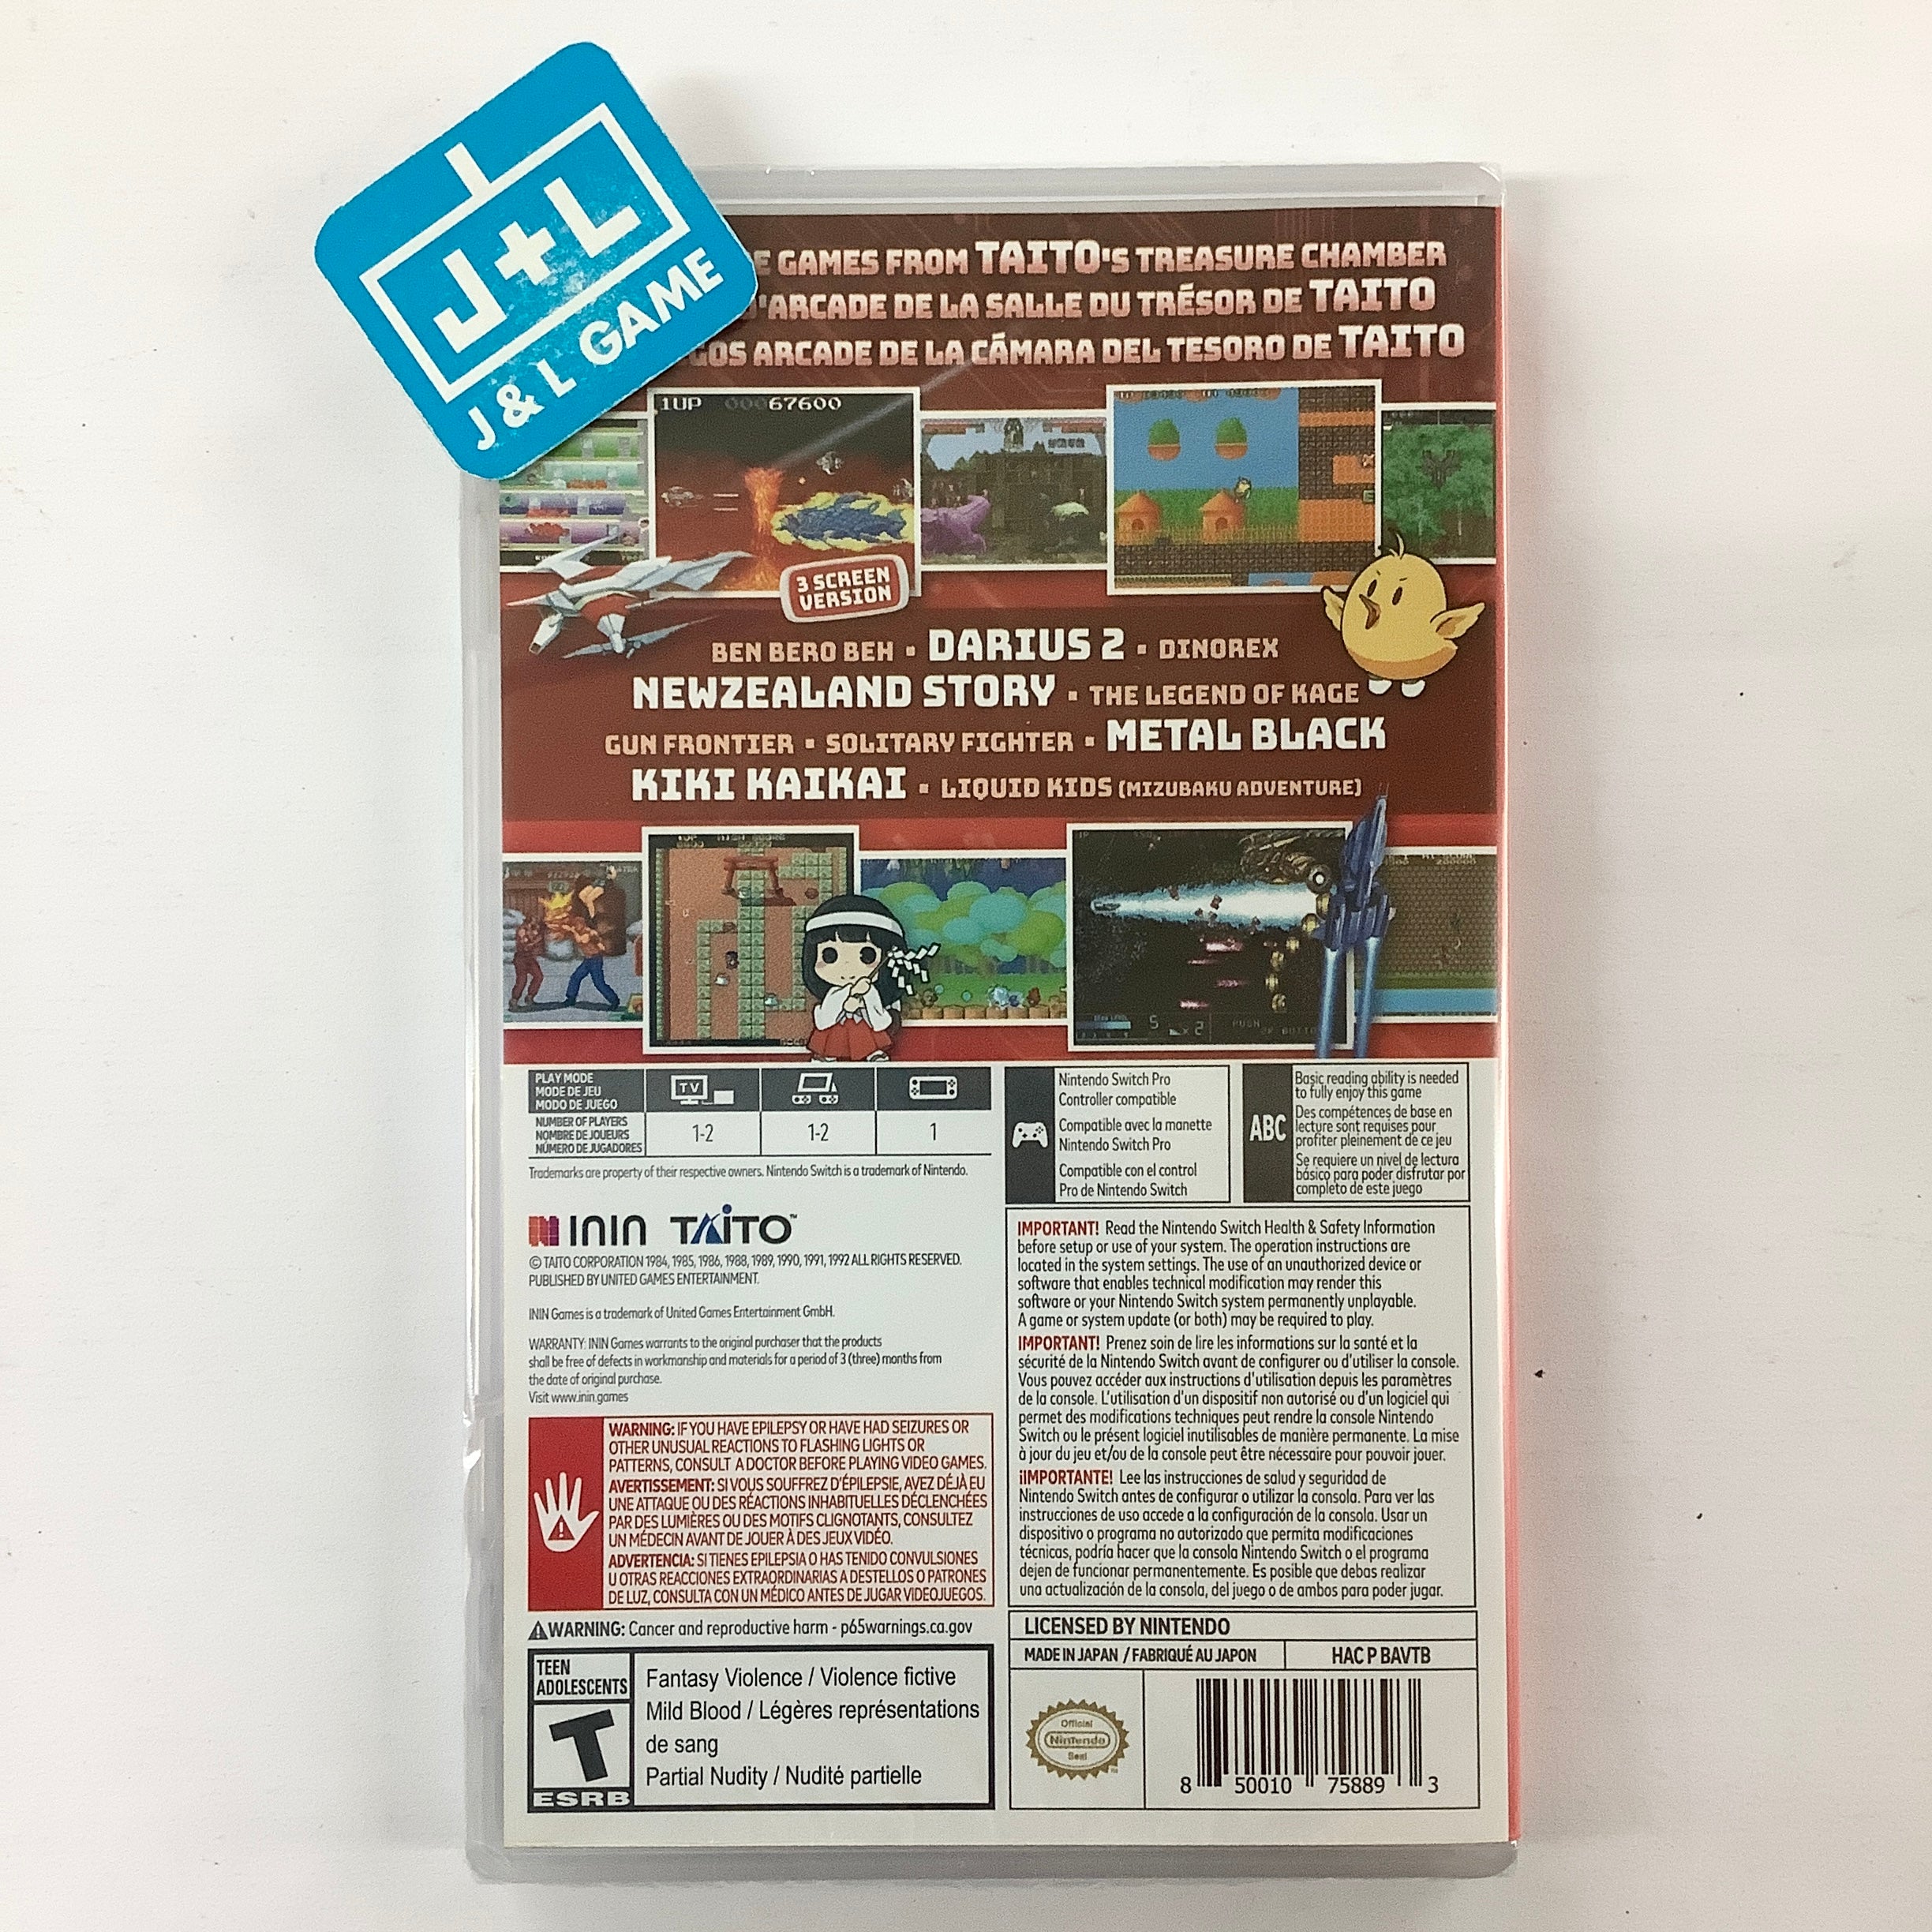 J+L
J & L GAME
GAMES FROM TAITO'S TREASURE CHAMBER
D'ARCADE DE LA SALLE DU TRÉSOR DE TAITO
ARCADE DE LA CÁMARA DEL TESORO DE TAITO
1UP 00067600
3 SCREEN
VERSION
BEN BERO BEH ▪ DARIUS 2 ▪ DINOREX
NEWZEALAND STORY ▪ THE LEGEND OF KAGE
GUN FRONTIER ▪ SOLITARY FIGHTER ▪ METAL BLACK
KIKI KAIKAI ▪ LIQUID KIDS (MIZUBAKU ADVENTURE)
PLAY MODE
MODE DE JEU
MODO DE JUEGO
TV
NUMBER OF PLAYERS
NOMBRE DE JOUEURS
NÚMERO DE JUGADORES
1-2
1-2
1
Trademarks are property of their respective owners. Nintendo Switch is a trademark of Nintendo.
Nintendo Switch Pro
Controller compatible
Compatible avec la manette
Nintendo Switch Pro
Compatible con el control
Pro de Nintendo Switch
ABC
Basic reading ability is needed
to fully enjoy this game
Des compétences de base en
lecture sont requises pour
profiter pleinement de ce jeu
Se requiere un nivel de lectura
básico para poder disfrutar por
completo de este juego
ININ TAITO™
© TAITO CORPORATION 1984, 1985, 1986, 1988, 1989, 1990, 1991, 1992 ALL RIGHTS RESERVED.
PUBLISHED BY UNITED GAMES ENTERTAINMENT.
ININ Games is a trademark of United Games Entertainment GmbH.
WARRANTY: ININ Games warrants to the original purchaser that the products
shall be free of defects in workmanship and materials for a period of 3 (three) months from
the date of original purchase.
Visit www.inin.games
WARNING: IF YOU HAVE EPILEPSY OR HAVE HAD SEIZURES OR
OTHER UNUSUAL REACTIONS TO FLASHING LIGHTS OR
PATTERNS, CONSULT A DOCTOR BEFORE PLAYING VIDEO GAMES.
AVERTISSEMENT: SI VOUS SOUFFREZ D'ÉPILEPSIE, AVEZ DÉJÀ EU
UNE ATTAQUE OU DES RÉACTIONS INHABITUELLES DÉCLENCHÉES
PAR DES LUMIÈRES OU DES MOTIFS CLIGNOTANTS, CONSULTEZ
UN MÉDECIN AVANT DE JOUER À DES JEUX VIDÉO.
ADVERTENCIA: SI TIENES EPILEPSIA O HAS TENIDO CONVULSIONES
U OTRAS REACCIONES EXTRAORDINARIAS A DESTELLOS O PATRONES
DE LUZ, CONSULTA CON UN MÉDICO ANTES DE JUGAR VIDEOJUEGOS.
WARNING: Cancer and reproductive harm - p65warnings.ca.gov
TEEN
ADOLESCENTS
T
ESRB
Fantasy Violence / Violence fictive
Mild Blood / Légères représentations
de sang
Partial Nudity / Nudité partielle
IMPORTANT! Read the Nintendo Switch Health & Safety Information
before setup or use of your system. The operation instructions are
located in the system settings. The use of an unauthorized device or
software that enables technical modification may render this
software or your Nintendo Switch system permanently unplayable.
A game or system update (or both) may be required to play.
IMPORTANT! Prenez soin de lire les informations sur la santé et la
sécurité de la Nintendo Switch avant de configurer ou d'utiliser la console.
Vous pouvez accéder aux instructions d'utilisation depuis les paramètres
de la console. L'utilisation d'un dispositif non autorisé ou d'un logiciel qui
permet des modifications techniques peut rendre la console Nintendo
Switch ou le présent logiciel inutilisables de manière permanente. La mise
à jour du jeu et/ou de la console peut être nécessaire pour pouvoir jouer.
¡IMPORTANTE! Lee las instrucciones de salud y seguridad de
Nintendo Switch antes de configurar o utilizar la consola. Para ver las
instrucciones de uso accede a la configuración de la consola. Usar un
dispositivo o programa no autorizado que permita modificaciones
técnicas, podría hacer que la consola Nintendo Switch o el programa
dejen de funcionar permanentemente. Es posible que debas realizar
una actualización de la consola, del juego o de ambos para poder jugar.
LICENSED BY NINTENDO
MADE IN JAPAN / FABRIQUÉ AU JAPON
HAC P BAVTB
Official
Nintendo
Seal
8 50010 75889 3